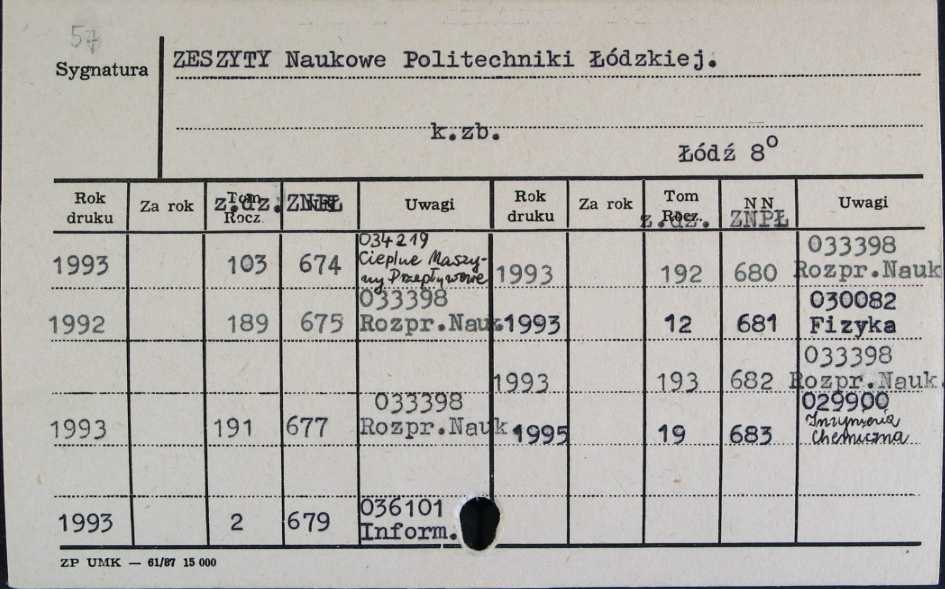 57
Sygnatura
ZESZYTY Naukowe Politechniki Łódzkiej.
k.zb.
Łódź 8°
Rok druku Za rok Tom Rocz. z.dz. ZNPŁ Uwagi Rok druku Za rok Tom Rocz. z.dz. NN ZNPŁ Uwagi
1993 103 674 034219 Cieplne Maszyny Przepływowe
1992 189 675 033398 Rozpr.Nauk.
1993 191 677 033398 Rozpr.Nauk.
1993 2 679 036101 Inform.
1993 192 680 033398 Rozpr.Nauk
1993 12 681 030082 Fizyka
1993 193 682 033398 Rozpr.Nauk.
1995 19 683 029900 Inżynieria Chemiczna
ZP UMK — 61/87 15 000